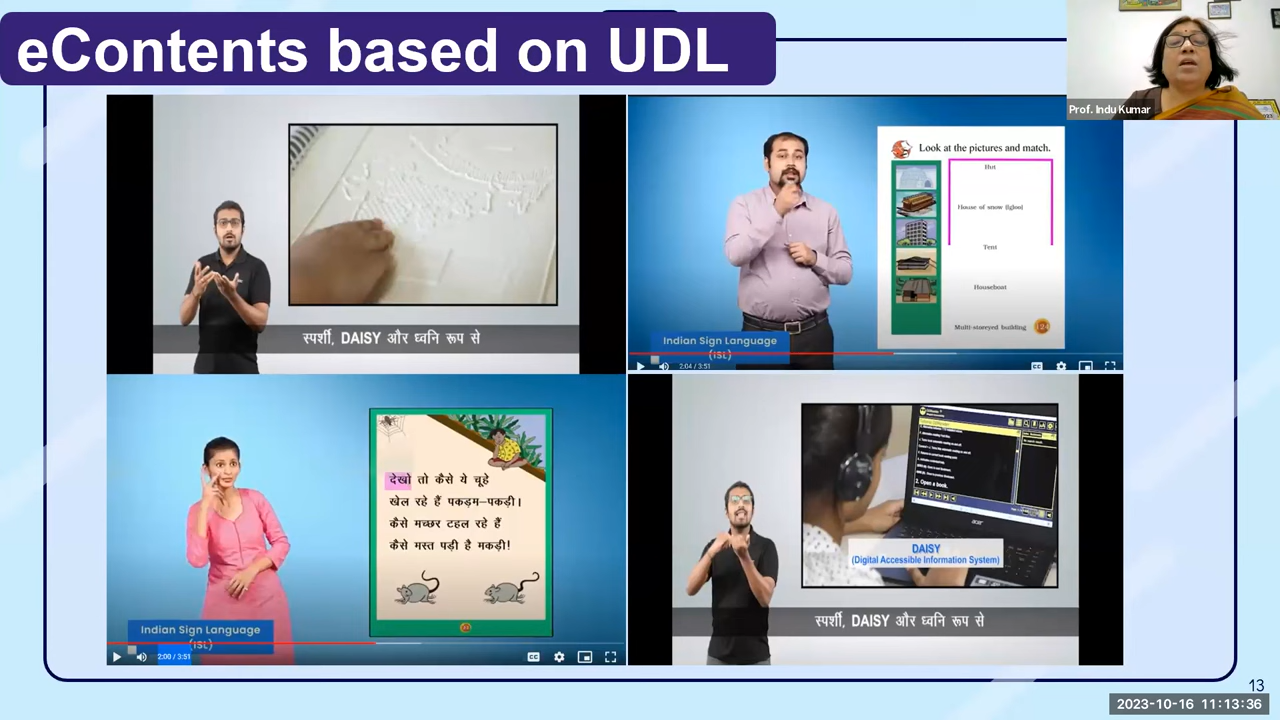 eContents based on UDL
Prof. Indu Kumar
स्पर्शी, DAISY और ध्वनि रूप से
Look at the pictures and match.
Hut
House of snow (Igloo)
Tent
Houseboat
Multi-storeyed building
124
Indian Sign Language
(ISL)
2:04 / 3:51
देखो तो कैसे ये चूहे
खेल रहे हैं पकड़म-पकड़ी।
कैसे मच्छर टहल रहे हैं
कैसे मस्त पड़ी है मकड़ी!
Indian Sign Language
(ISL)
2:00 / 3:51
2. Open a book.
acer
DAISY
(Digital Accessible Information System)
स्पर्शी, DAISY और ध्वनि रूप से
13
2023-10-16 11:13:36